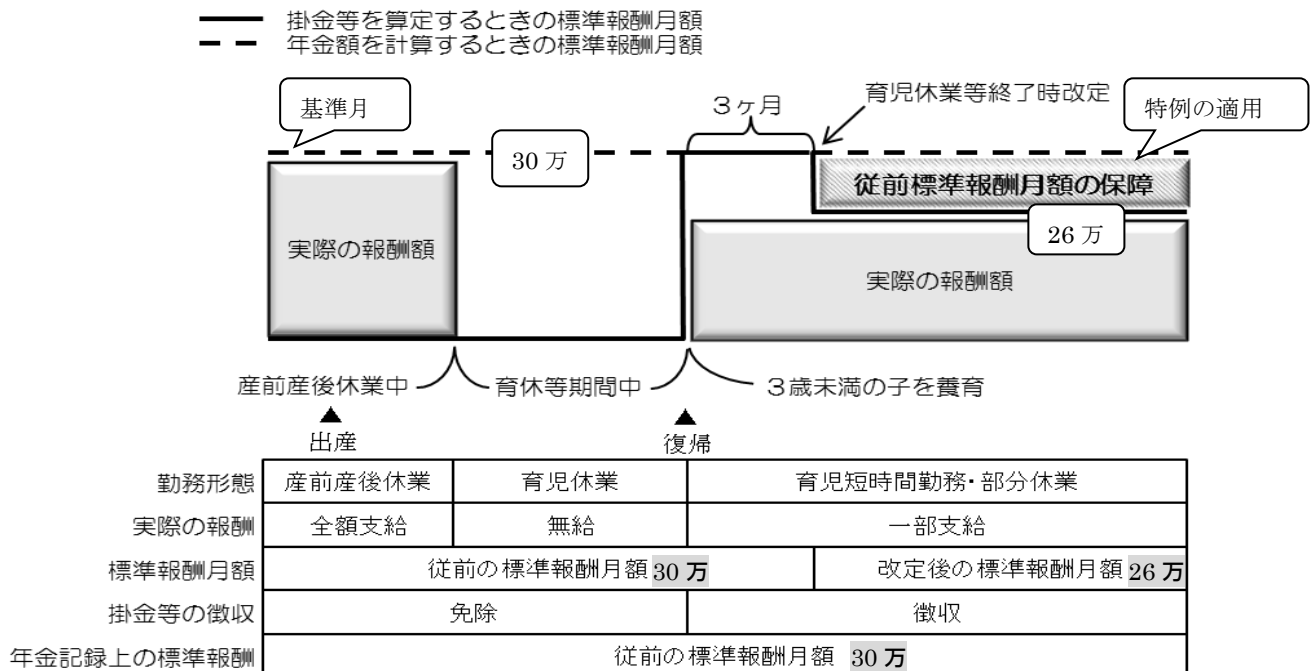 掛金等を算定するときの標準報酬月額
年金額を計算するときの標準報酬月額
基準月
3ヶ月
育児休業等終了時改定
特例の適用
30万
従前標準報酬月額の保障
実際の報酬額
26万
実際の報酬額
産前産後休業中
育休等期間中
3歳未満の子を養育
▲
出産
▲
復帰
勤務形態 産前産後休業 育児休業 育児短時間勤務・部分休業
実際の報酬 全額支給 無給 一部支給
標準報酬月額 従前の標準報酬月額 30万 改定後の標準報酬月額 26万
掛金等の徴収 免除 徴収
年金記録上の標準報酬 従前の標準報酬月額 30万